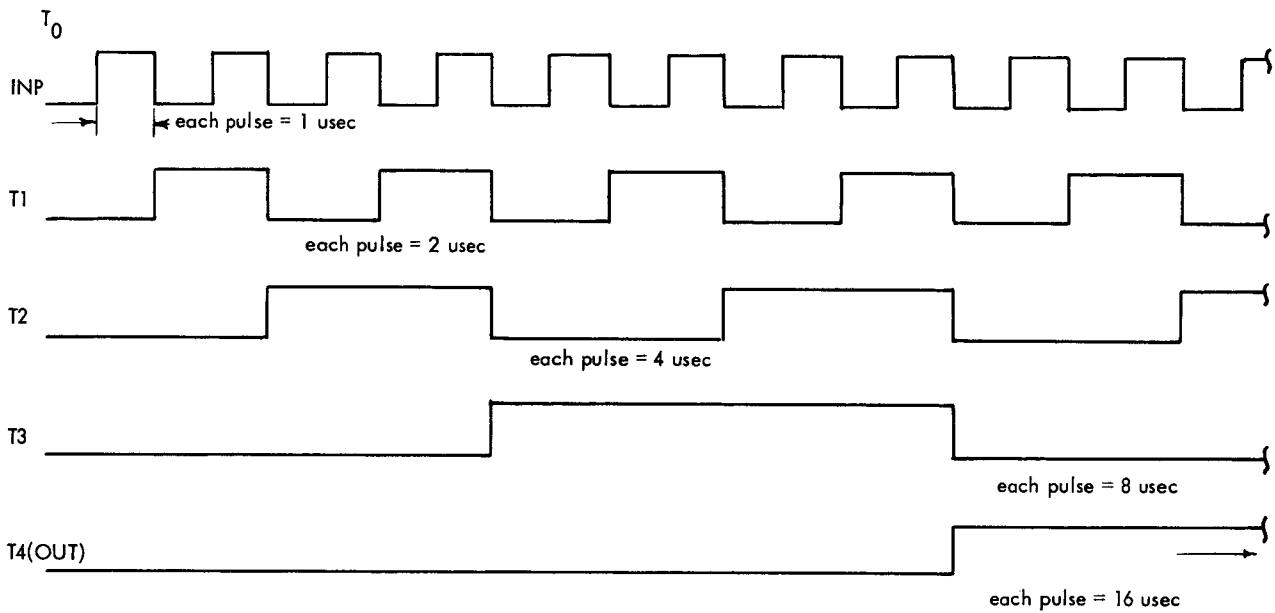 T0
INP
each pulse = 1 usec
T1
each pulse = 2 usec
T2
each pulse = 4 usec
T3
each pulse = 8 usec
T4(OUT)
each pulse = 16 usec